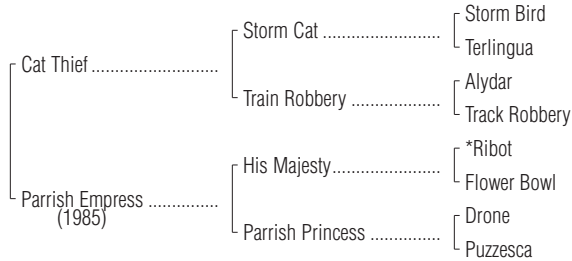 Storm Bird
Storm Cat ........................
Terlingua
Cat Thief ..........................
Alydar
Train Robbery ..................
Track Robbery
*Ribot
His Majesty......................
Flower Bowl
Parrish Empress ..............
(1985)
Drone
Parrish Princess ..............
Puzzesca